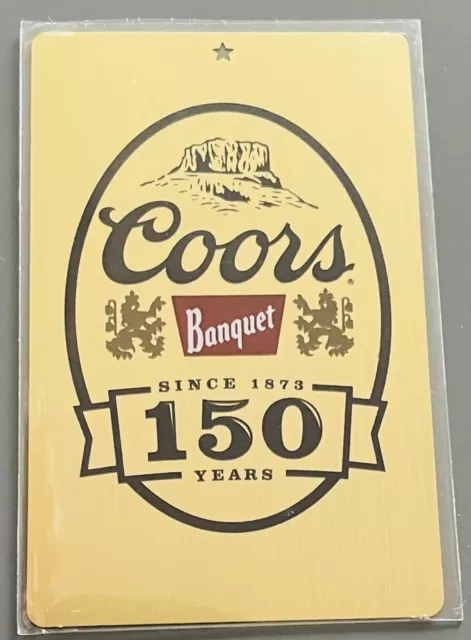 Coors
Banquet
SINCE 1873
150
YEARS